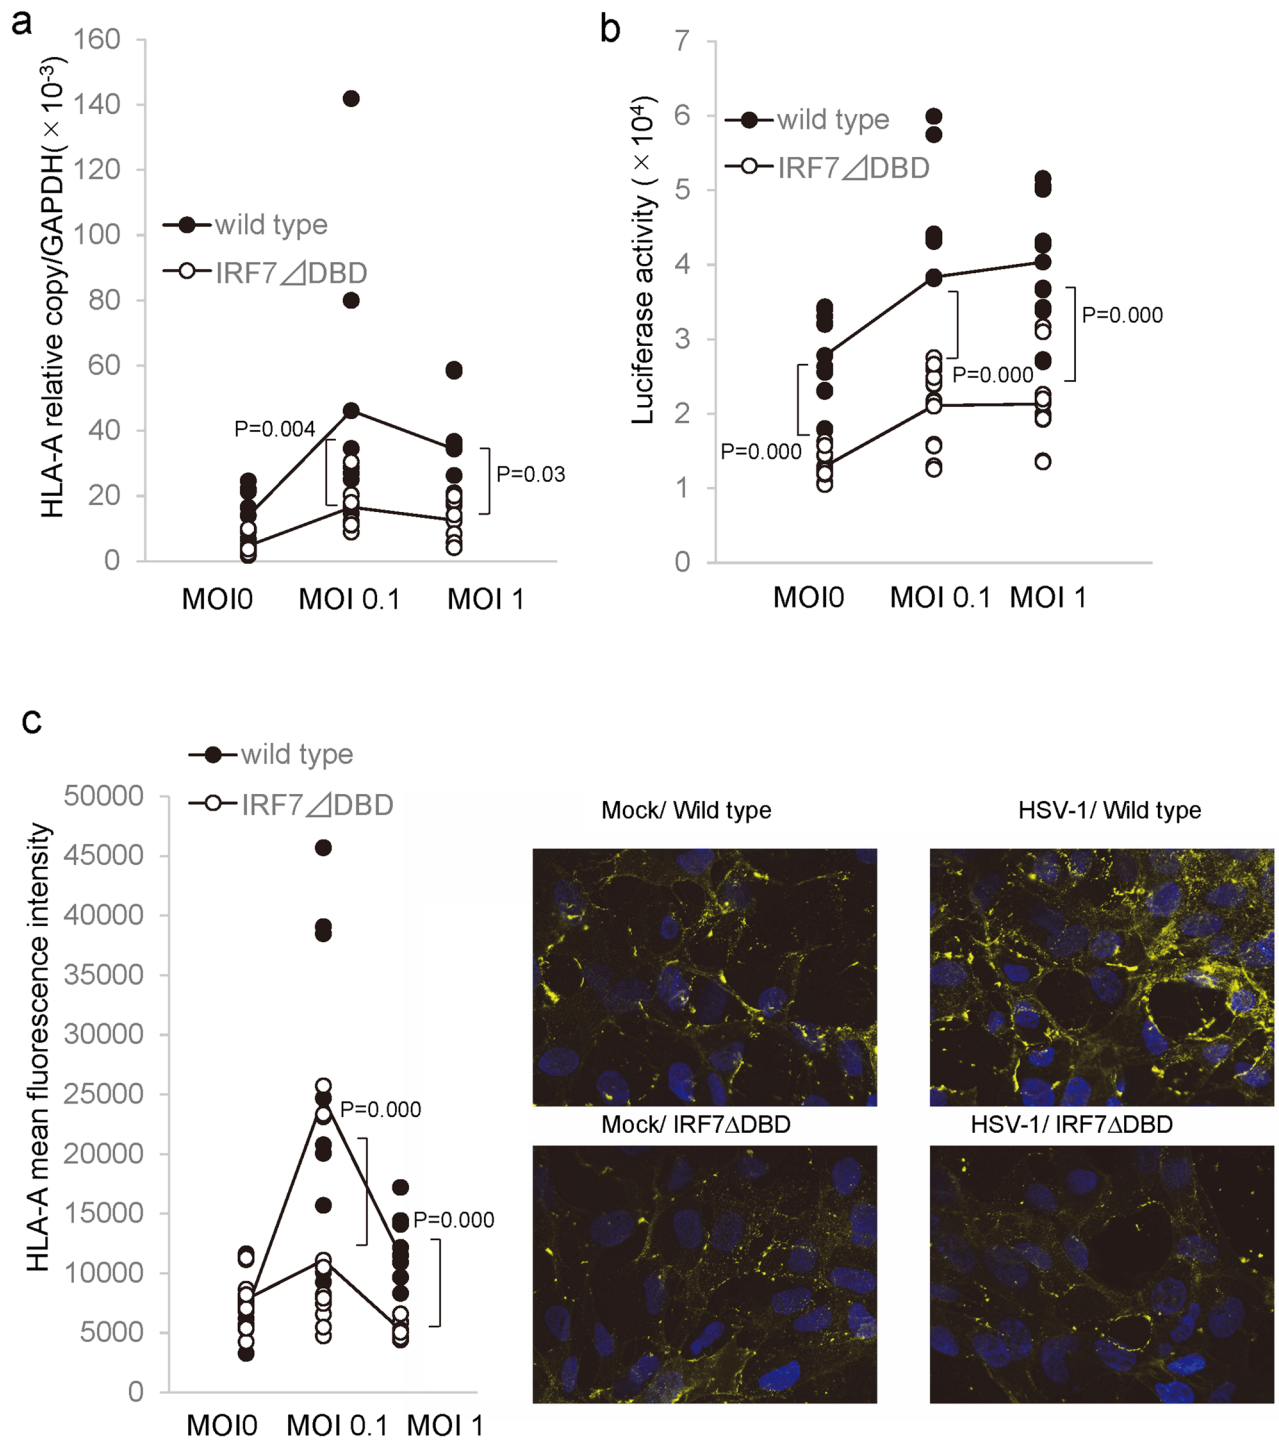 a
HLA-A relative copy/GAPDH(×10⁻³)
160
140
120
100
80
60
40
20
0
wild type
IRF7⊿DBD
P=0.004
P=0.03
MOI0
MOI 0.1
MOI 1
b
Luciferase activity (×10⁴)
7
6
5
4
3
2
1
0
wild type
IRF7⊿DBD
P=0.000
P=0.000
P=0.000
MOI0
MOI 0.1
MOI 1
c
HLA-A mean fluorescence intensity
wild type
IRF7⊿DBD
50000
45000
40000
35000
30000
25000
20000
15000
10000
5000
0
P=0.000
P=0.000
MOI0
MOI 0.1
MOI 1
Mock/ Wild type
HSV-1/ Wild type
Mock/ IRF7ΔDBD
HSV-1/ IRF7ΔDBD